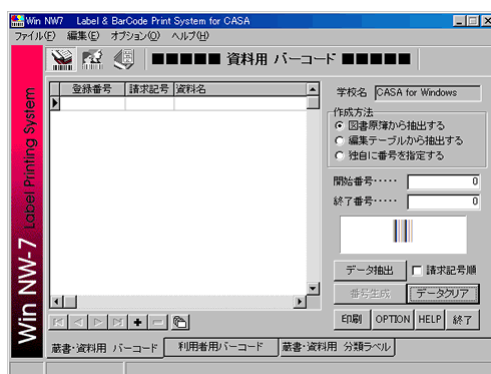 Win NW7 Label & BarCode Print System for CASA
ファイル(F) 編集(E) オプション(O) ヘルプ(H)
■■■■■ 資料用 バーコード ■■■■■
登録番号 請求記号 資料名
学校名 CASA for Windows
作成方法
図書原簿から抽出する
編集テーブルから抽出する
独自に番号を指定する
開始番号‥‥‥ 0
終了番号‥‥‥ 0
データ抽出 請求記号順
番号生成 データクリア
印刷 OPTION HELP 終了
蔵書・資料用 バーコード 利用者用バーコード 蔵書・資料用 分類ラベル
Win NW-7 Label Printing System